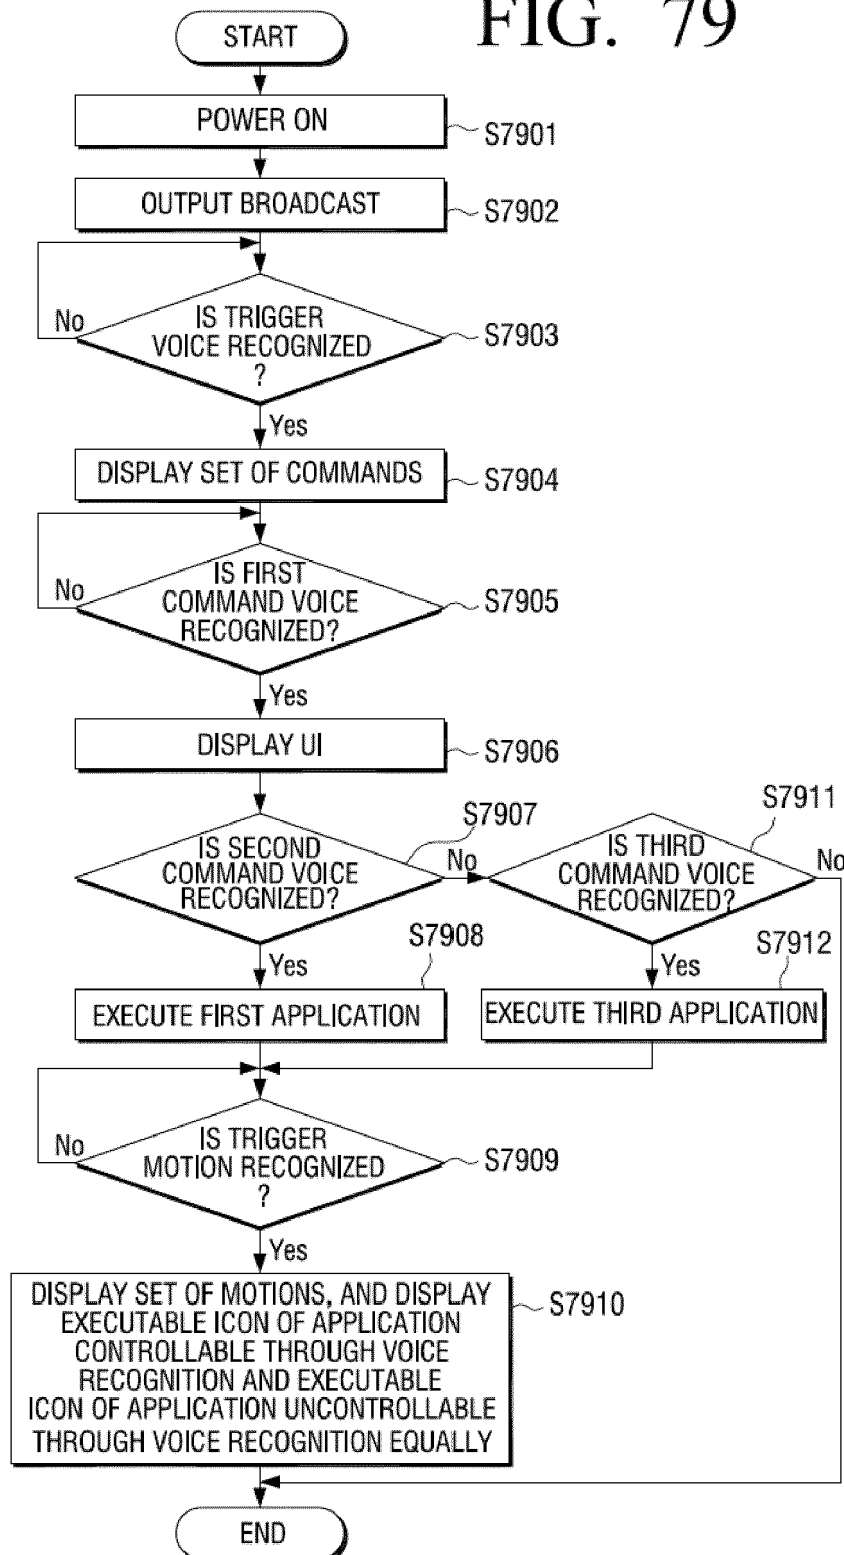 FIG. 79
START
POWER ON
S7901
OUTPUT BROADCAST
S7902
IS TRIGGER
VOICE RECOGNIZED
?
S7903
No
Yes
DISPLAY SET OF COMMANDS
S7904
IS FIRST
COMMAND VOICE
RECOGNIZED?
S7905
No
Yes
DISPLAY UI
S7906
IS SECOND
COMMAND VOICE
RECOGNIZED?
S7907
No
Yes
IS THIRD
COMMAND VOICE
RECOGNIZED?
S7911
No
Yes
EXECUTE FIRST APPLICATION
S7908
EXECUTE THIRD APPLICATION
S7912
IS TRIGGER
MOTION RECOGNIZED
?
S7909
No
Yes
DISPLAY SET OF MOTIONS, AND DISPLAY
EXECUTABLE ICON OF APPLICATION
CONTROLLABLE THROUGH VOICE
RECOGNITION AND EXECUTABLE
ICON OF APPLICATION UNCONTROLLABLE
THROUGH VOICE RECOGNITION EQUALLY
S7910
END